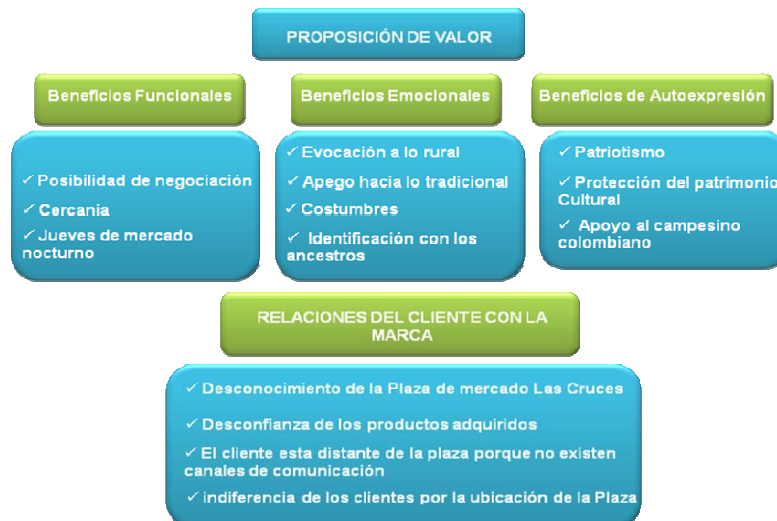 PROPOSICIÓN DE VALOR
Beneficios Funcionales
✓ Posibilidad de negociación
✓ Cercania
✓ Jueves de mercado
nocturno
Beneficios Emocionales
✓ Evocación a lo rural
✓ Apego hacia lo tradicional
✓ Costumbres
✓ Identificación con los
ancestros
Beneficios de Autoexpresión
✓ Patriotismo
✓ Protección del patrimonio
Cultural
✓ Apoyo al campesino
colombiano
RELACIONES DEL CLIENTE CON LA
MARCA
✓ Desconocimiento de la Plaza de mercado Las Cruces
✓ Desconfianza de los productos adquiridos
✓ El cliente esta distante de la plaza porque no existen
canales de comunicación
✓ indiferencia de los clientes por la ubicación de la Plaza